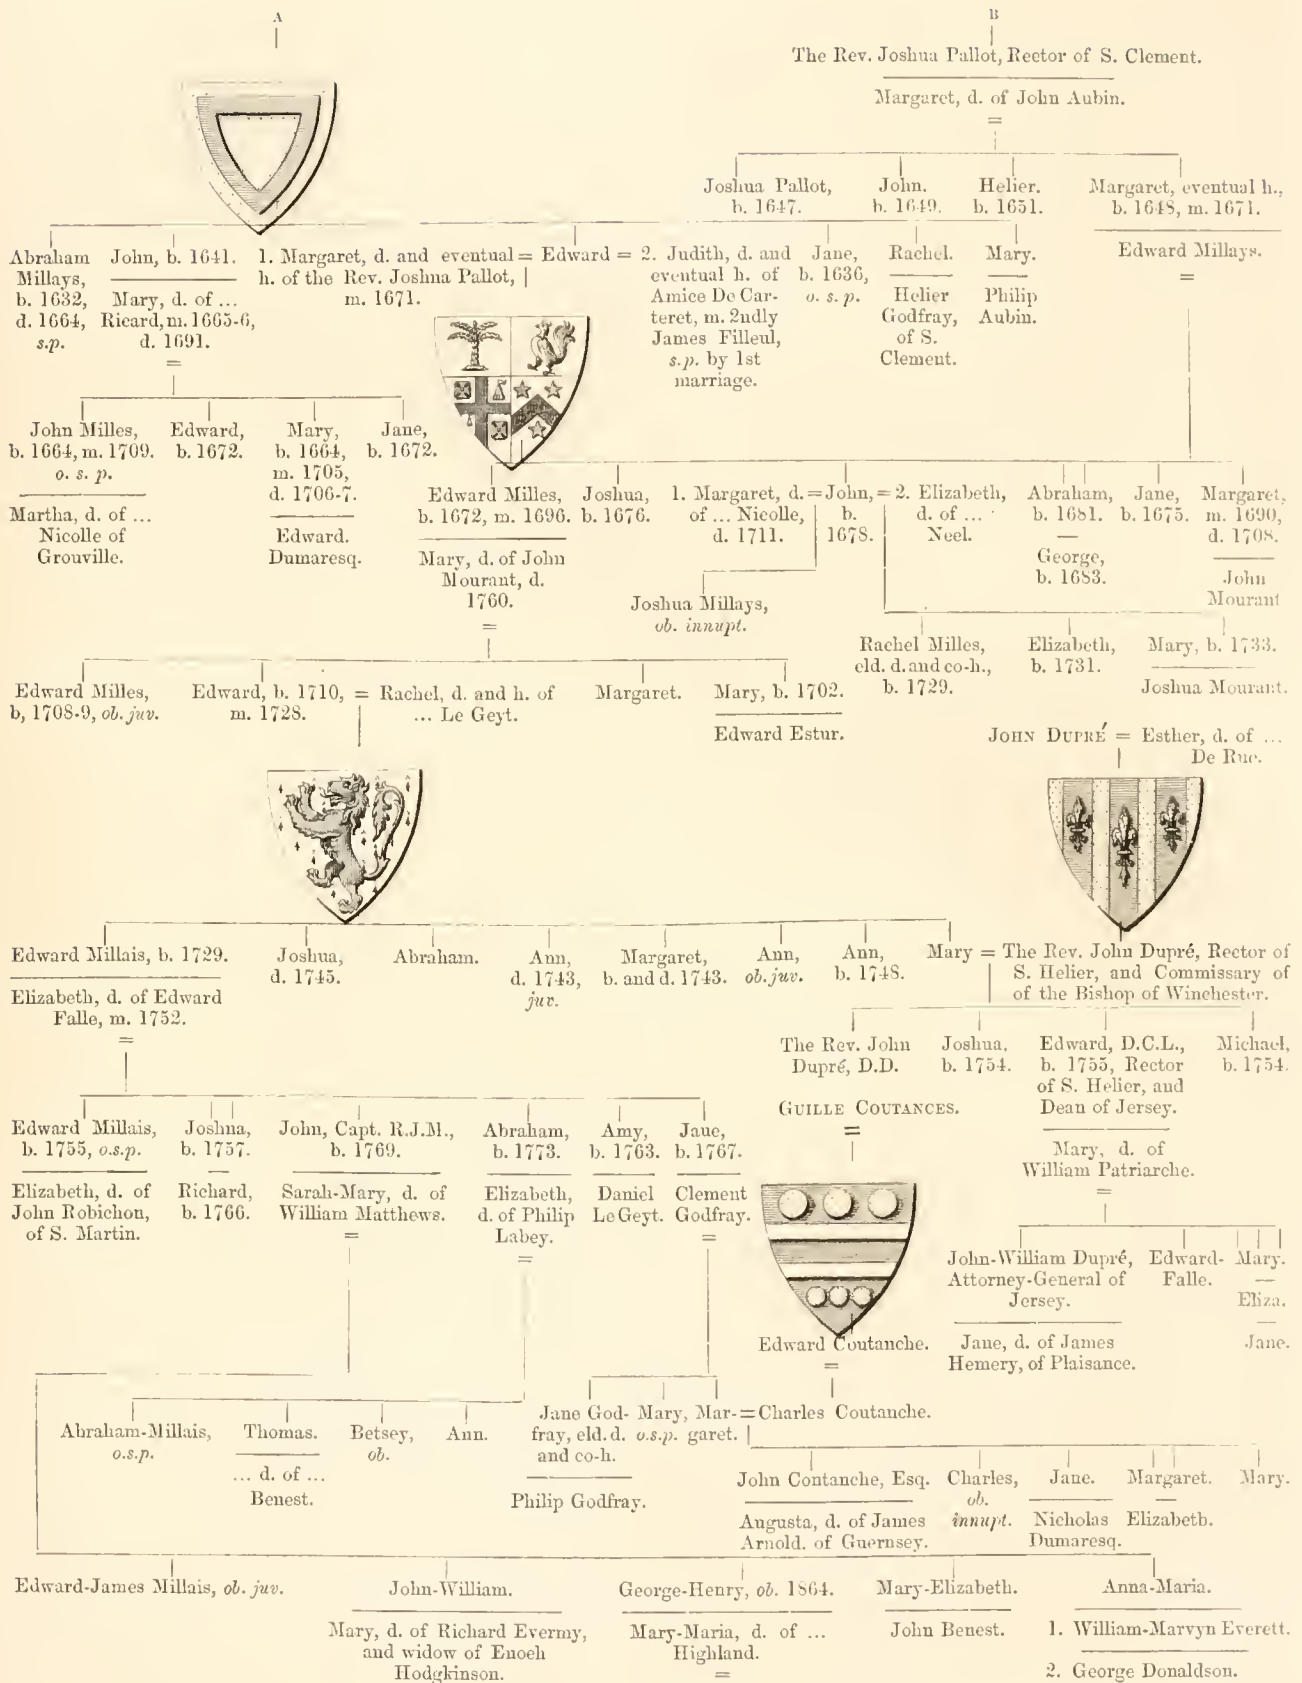 A
B
The Rev. Joshua Pallot, Rector of S. Clement.
Margaret, d. of John Aubin.
=
Joshua Pallot,
b. 1647.
John.
b. 1649.
Helier.
b. 1651.
Margaret, eventual h.,
b. 1648, m. 1671.
Edward Millays.
=
Abraham
Millays,
b. 1632,
d. 1664,
s.p.
John, b. 1641.
Mary, d. of ...
Ricard, m. 1665-6,
d. 1691.
=
1. Margaret, d. and eventual = Edward = 2. Judith, d. and
h. of the Rev. Joshua Pallot,
m. 1671.
eventual h. of
Amice De Car-
teret, m. 2ndly
James Filleul,
s.p. by 1st
marriage.
Jane,
b. 1636,
o. s. p.
Rachel.
Helier
Godfray,
of S.
Clement.
Mary.
Philip
Aubin.
John Milles,
b. 1664, m. 1709.
o. s. p.
Martha, d. of ...
Nicolle of
Grouville.
Edward,
b. 1672.
Mary,
b. 1664,
m. 1705,
d. 1706-7.
Edward.
Dumaresq.
Jane,
b. 1672.
Edward Milles,
b. 1672, m. 1696.
Mary, d. of John
Mourant, d.
1760.
=
Joshua,
b. 1676.
1. Margaret, d. = John, = 2. Elizabeth,
of ... Nicolle,
d. 1711.
b.
1678.
d. of ...
Neel.
Abraham,
b. 1681.
George,
b. 1683.
Jane,
b. 1675.
Margaret,
m. 1690,
d. 1708.
John
Mourant
Joshua Millays,
ob. innupt.
Rachel Milles,
eld. d. and co-h.,
b. 1729.
Elizabeth,
b. 1731.
Mary, b. 1733.
Joshua Mourant.
Edward Milles,
b, 1708-9, ob. juv.
Edward, b. 1710, = Rachel, d. and h. of
m. 1728.
... Le Geyt.
Margaret.
Mary, b. 1702.
Edward Estur.
JOHN DUPRÉ = Esther, d. of ...
De Rue.
Edward Millais, b. 1729.
Elizabeth, d. of Edward
Falle, m. 1752.
=
Joshua,
d. 1745.
Abraham.
Ann,
d. 1743,
juv.
Margaret,
b. and d. 1743.
Ann,
ob. juv.
Ann,
b. 1748.
Mary = The Rev. John Dupré, Rector of
S. Helier, and Commissary of
of the Bishop of Winchester.
The Rev. John
Dupré, D.D.
Joshua.
b. 1754.
Edward, D.C.L.,
b. 1755, Rector
of S. Helier, and
Dean of Jersey.
Mary, d. of
William Patriarche.
=
Michael,
b. 1754.
GUILLE COUTANCES.
=
Edward Millais,
b. 1755, o.s.p.
Elizabeth, d. of
John Robichon,
of S. Martin.
Joshua,
b. 1757.
Richard,
b. 1766.
John, Capt. R.J.M.,
b. 1769.
Sarah-Mary, d. of
William Matthews.
=
Abraham,
b. 1773.
Elizabeth,
d. of Philip
Labey.
=
Amy,
b. 1763.
Daniel
Le Geyt.
Jane,
b. 1767.
Clement
Godfray.
=
John-William Dupré,
Attorney-General of
Jersey.
Jane, d. of James
Hemery, of Plaisance.
Edward-
Falle.
Mary.
Eliza.
Jane.
Edward Coutanche.
=
Abraham-Millais,
o.s.p.
Thomas.
... d. of ...
Benest.
Betsey,
ob.
Ann.
Jane God-
fray, eld. d.
and co-h.
Philip Godfray.
Mary,
o.s.p.
Mar-
garet.
= Charles Coutanche.
John Contanche, Esq.
Augusta, d. of James
Arnold. of Guernsey.
Charles,
ob.
innupt.
Jane.
Nicholas
Dumaresq.
Margaret.
Elizabeth.
Mary.
Edward-James Millais, ob. juv.
John-William.
Mary, d. of Richard Evermy,
and widow of Enoch
Hodgkinson.
George-Henry, ob. 1864.
Mary-Maria, d. of ...
Highland.
=
Mary-Elizabeth.
John Benest.
Anna-Maria.
1. William-Marvyn Everett.
2. George Donaldson.